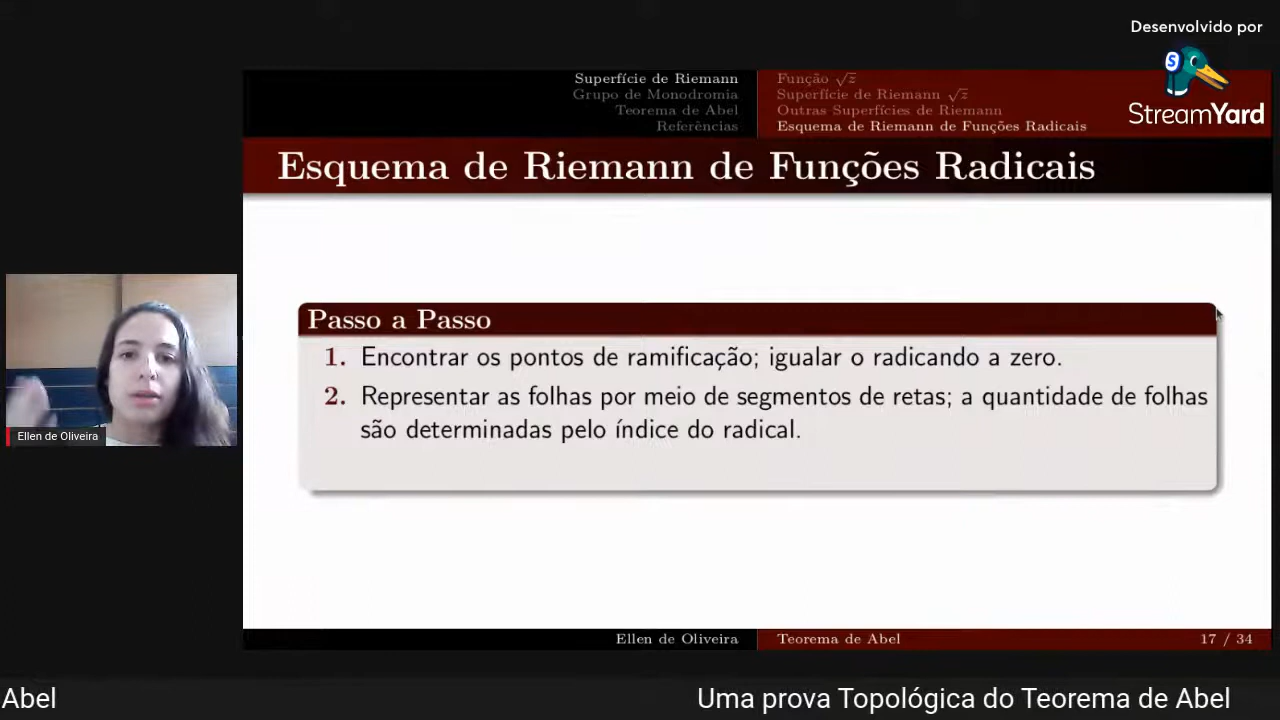 Desenvolvido por
StreamYard
Superfície de Riemann
Grupo de Monodromia
Teorema de Abel
Referências
Função √z
Superfície de Riemann √z
Outras Superfícies de Riemann
Esquema de Riemann de Funções Radicais
Esquema de Riemann de Funções Radicais
Passo a Passo
1. Encontrar os pontos de ramificação; igualar o radicando a zero.
2. Representar as folhas por meio de segmentos de retas; a quantidade de folhas
são determinadas pelo índice do radical.
Ellen de Oliveira
Ellen de Oliveira
Teorema de Abel
17 / 34
Abel
Uma prova Topológica do Teorema de Abel